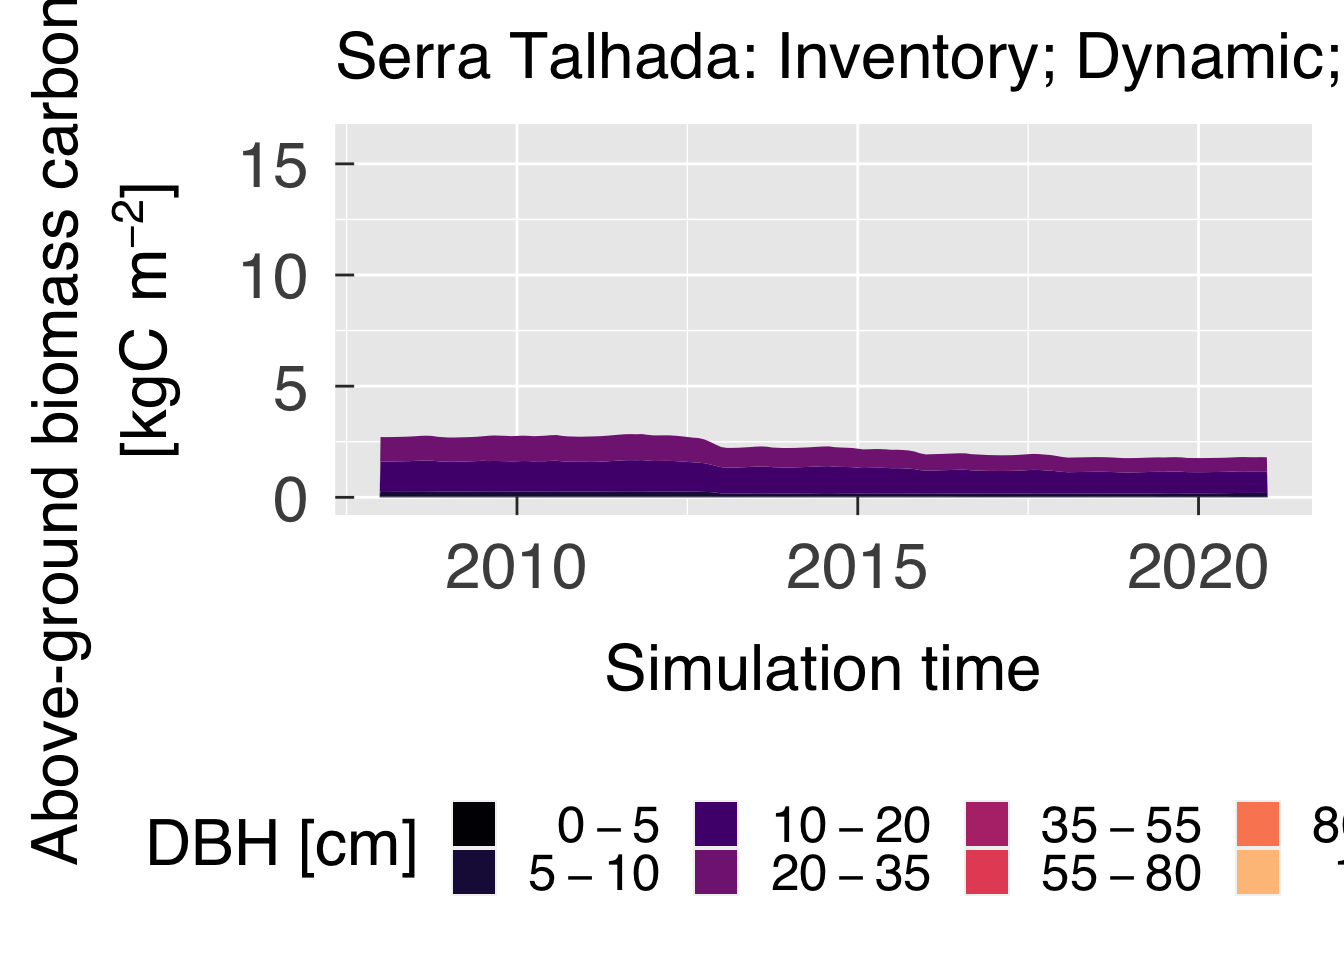 Serra Talhada: Inventory; Dynamic;
Above-ground biomass carbon
[kgC m⁻²]
15
10
5
0
2010 2015 2020
Simulation time
DBH [cm]
0 – 5 10 – 20 35 – 55
5 – 10 20 – 35 55 – 80